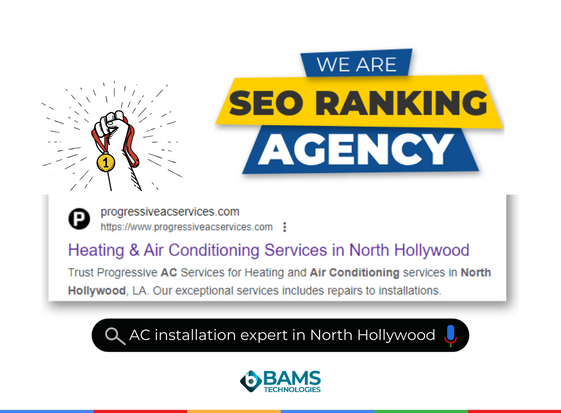 WE ARE
SEO RANKING
AGENCY
1
P
progressiveacservices.com
https://www.progressiveacservices.com
Heating & Air Conditioning Services in North Hollywood
Trust Progressive AC Services for Heating and Air Conditioning services in North
Hollywood, LA. Our exceptional services includes repairs to installations.
AC installation expert in North Hollywood
b BAMS
TECHNOLOGIES